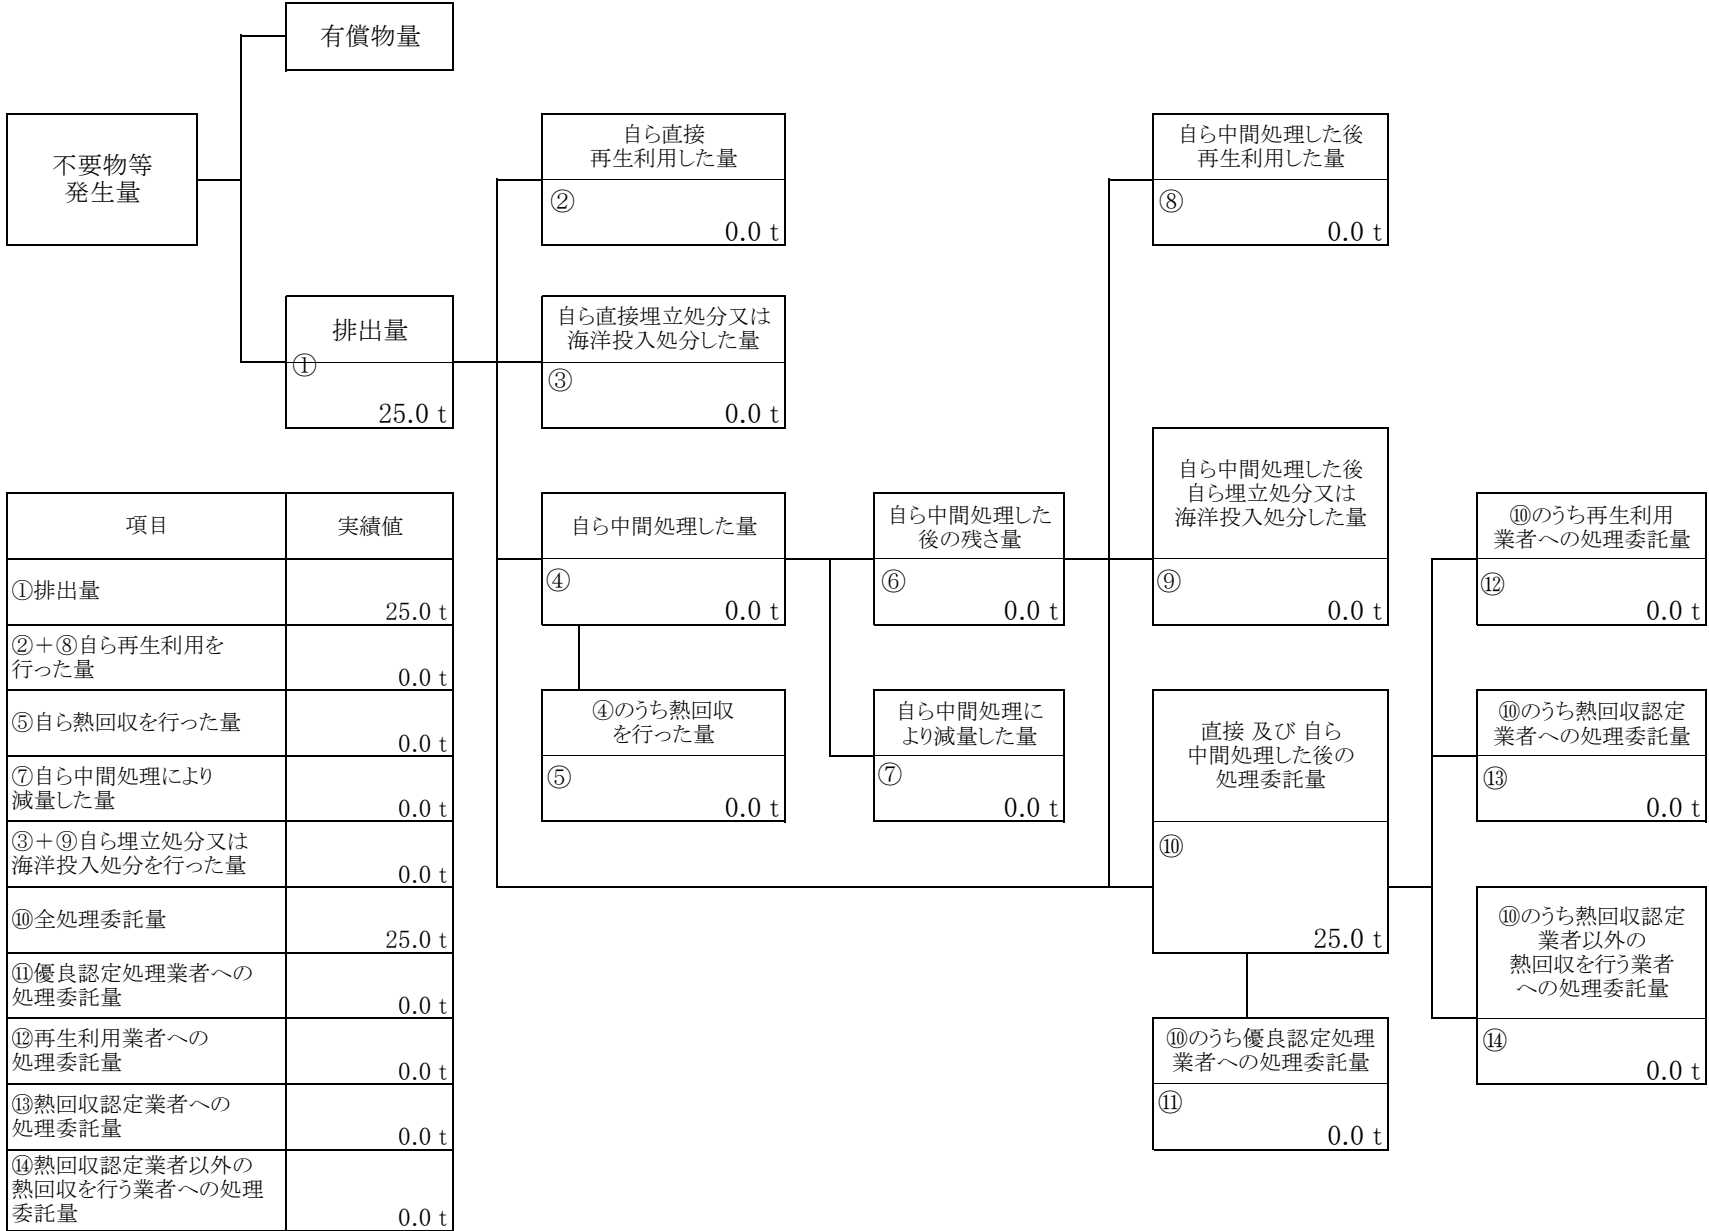 有償物量
不要物等
発生量
自ら直接
再生利用した量
②
0.0 t
自ら中間処理した後
再生利用した量
⑧
0.0 t
排出量
①
25.0 t
自ら直接埋立処分又は
海洋投入処分した量
③
0.0 t
自ら中間処理した量
④
0.0 t
自ら中間処理した
後の残さ量
⑥
0.0 t
自ら中間処理した後
自ら埋立処分又は
海洋投入処分した量
⑨
0.0 t
⑩のうち再生利用
業者への処理委託量
⑫
0.0 t
④のうち熱回収
を行った量
⑤
0.0 t
自ら中間処理に
より減量した量
⑦
0.0 t
直接 及び 自ら
中間処理した後の
処理委託量
⑩
25.0 t
⑩のうち熱回収認定
業者への処理委託量
⑬
0.0 t
⑩のうち熱回収認定
業者以外の
熱回収を行う業者
への処理委託量
⑭
0.0 t
⑩のうち優良認定処理
業者への処理委託量
⑪
0.0 t
項目 実績値
①排出量
25.0 t
②＋⑧自ら再生利用を
行った量
0.0 t
⑤自ら熱回収を行った量
0.0 t
⑦自ら中間処理により
減量した量
0.0 t
③＋⑨自ら埋立処分又は
海洋投入処分を行った量
0.0 t
⑩全処理委託量
25.0 t
⑪優良認定処理業者への
処理委託量
0.0 t
⑫再生利用業者への
処理委託量
0.0 t
⑬熱回収認定業者への
処理委託量
0.0 t
⑭熱回収認定業者以外の
熱回収を行う業者への処理
委託量
0.0 t